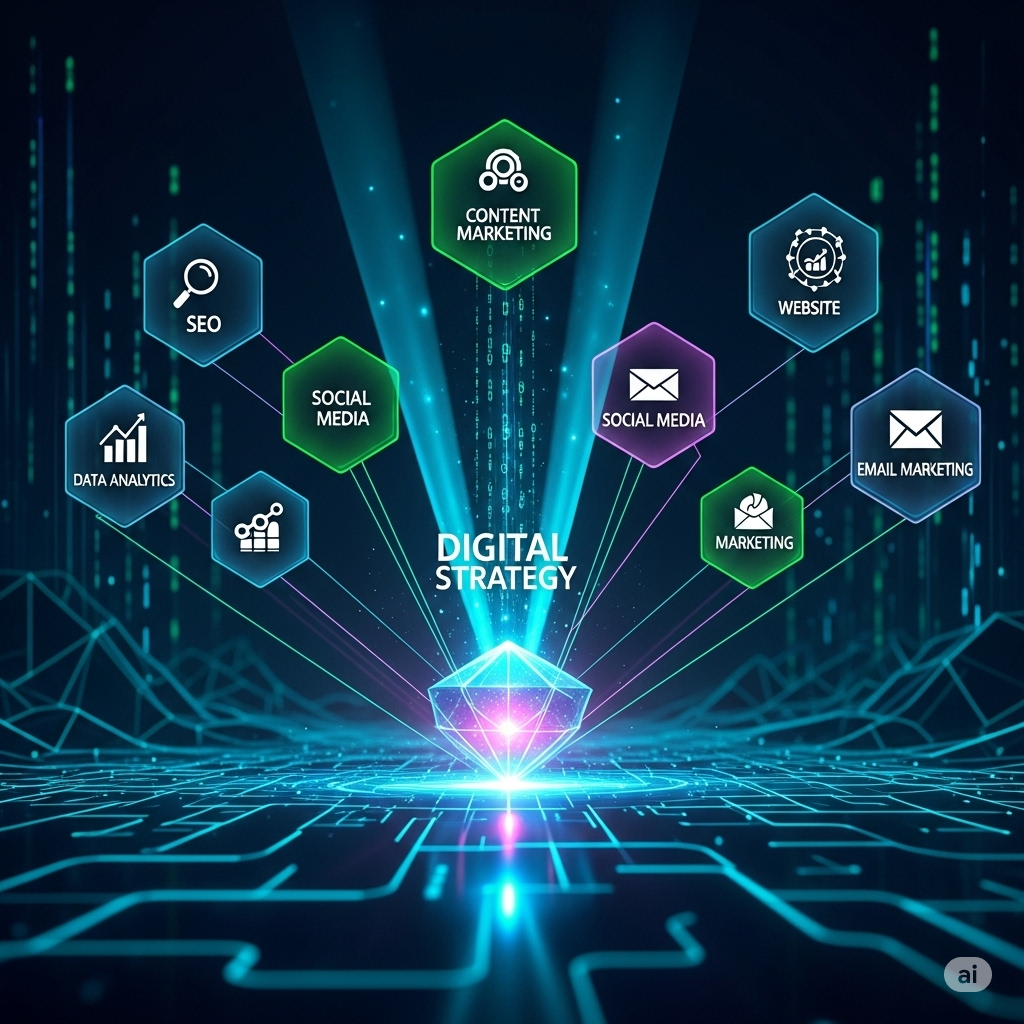 CONTENT
MARKETING
SEO
WEBSITE
SOCIAL
MEDIA
SOCIAL MEDIA
DATA ANALYTICS
EMAIL MARKETING
MARKETING
DIGITAL
STRATEGY
ai